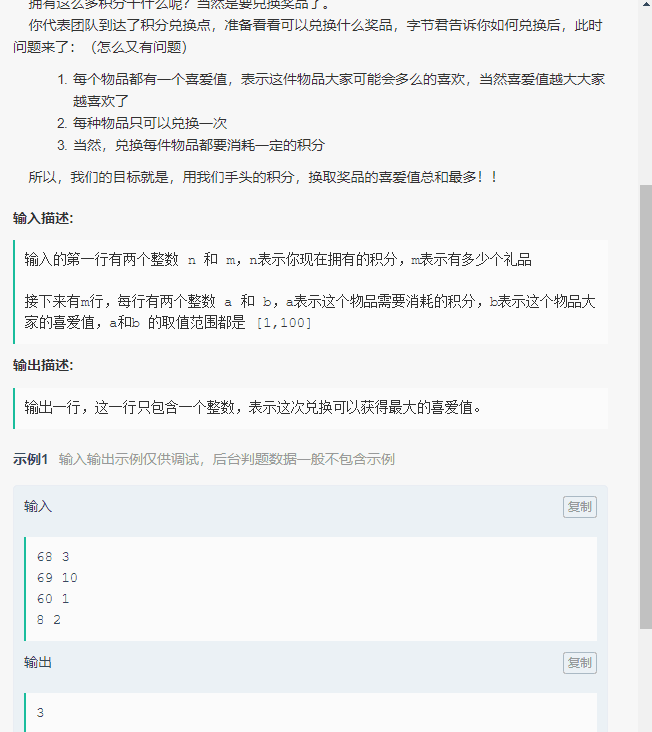 拥有这么多积分干什么呢？当然是要兑换奖品了。
你代表团队到达了积分兑换点，准备看看可以兑换什么奖品，字节君告诉你如何兑换后，此时
问题来了：（怎么又有问题）
1. 每个物品都有一个喜爱值，表示这件物品大家可能会多么的喜欢，当然喜爱值越大大家
越喜欢了
2. 每种物品只可以兑换一次
3. 当然，兑换每件物品都要消耗一定的积分
所以，我们的目标就是，用我们手头的积分，换取奖品的喜爱值总和最多！！
输入描述:
输入的第一行有两个整数 n 和 m，n表示你现在拥有的积分，m表示有多少个礼品
接下来有m行，每行有两个整数 a 和 b，a表示这个物品需要消耗的积分，b表示这个物品大
家的喜爱值，a和b 的取值范围都是 [1,100]
输出描述:
输出一行，这一行只包含一个整数，表示这次兑换可以获得最大的喜爱值。
示例1 输入输出示例仅供调试，后台判题数据一般不包含示例
输入 复制
68 3
69 10
60 1
8 2
输出 复制
3